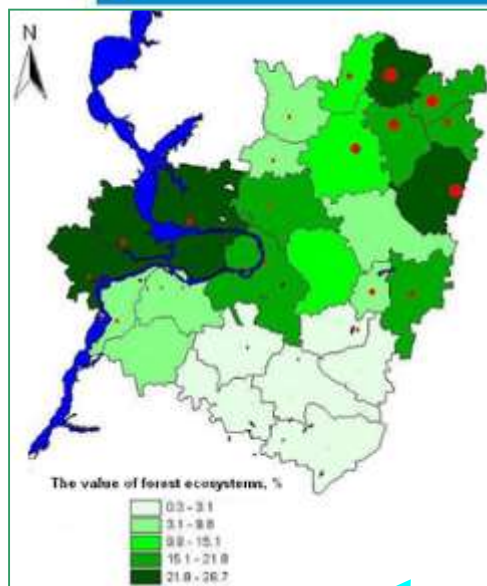 N
The value of forest ecosystems, %
0.3 - 3.1
3.1 - 9.8
9.8 - 15.1
15.1 - 21.8
21.8 - 26.7